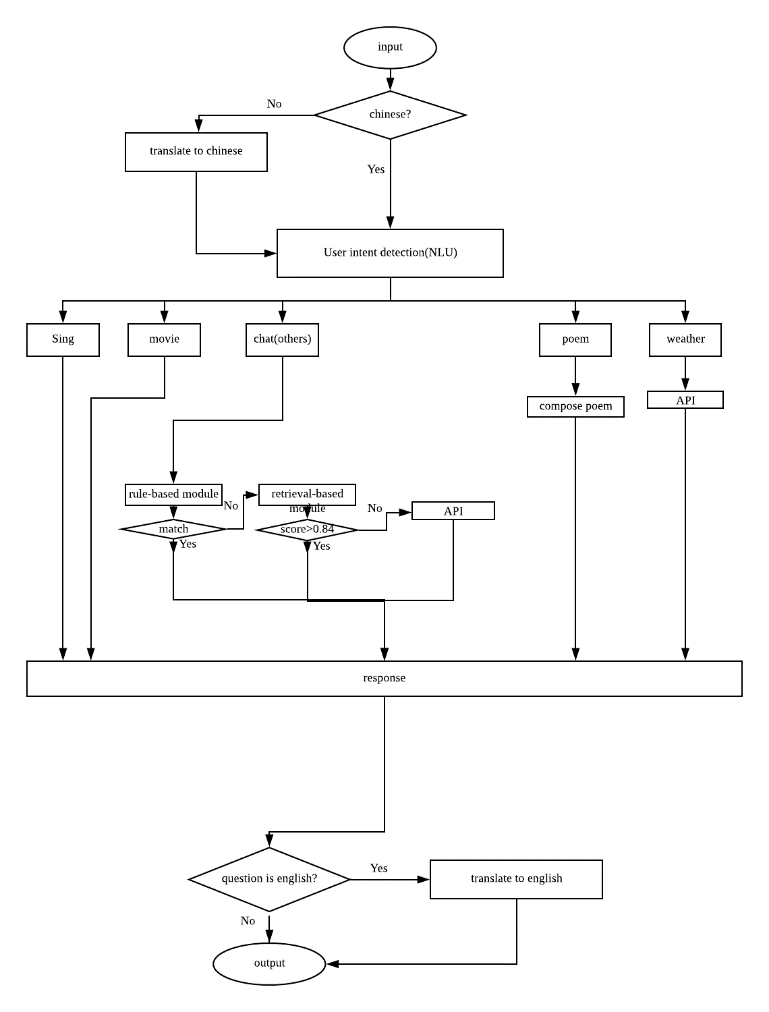 input
No
chinese?
translate to chinese
Yes
User intent detection(NLU)
Sing
movie
chat(others)
poem
weather
compose poem
API
rule-based module
retrieval-based
module
No
No
API
match
score>0.84
Yes
Yes
response
question is english?
Yes
translate to english
No
output